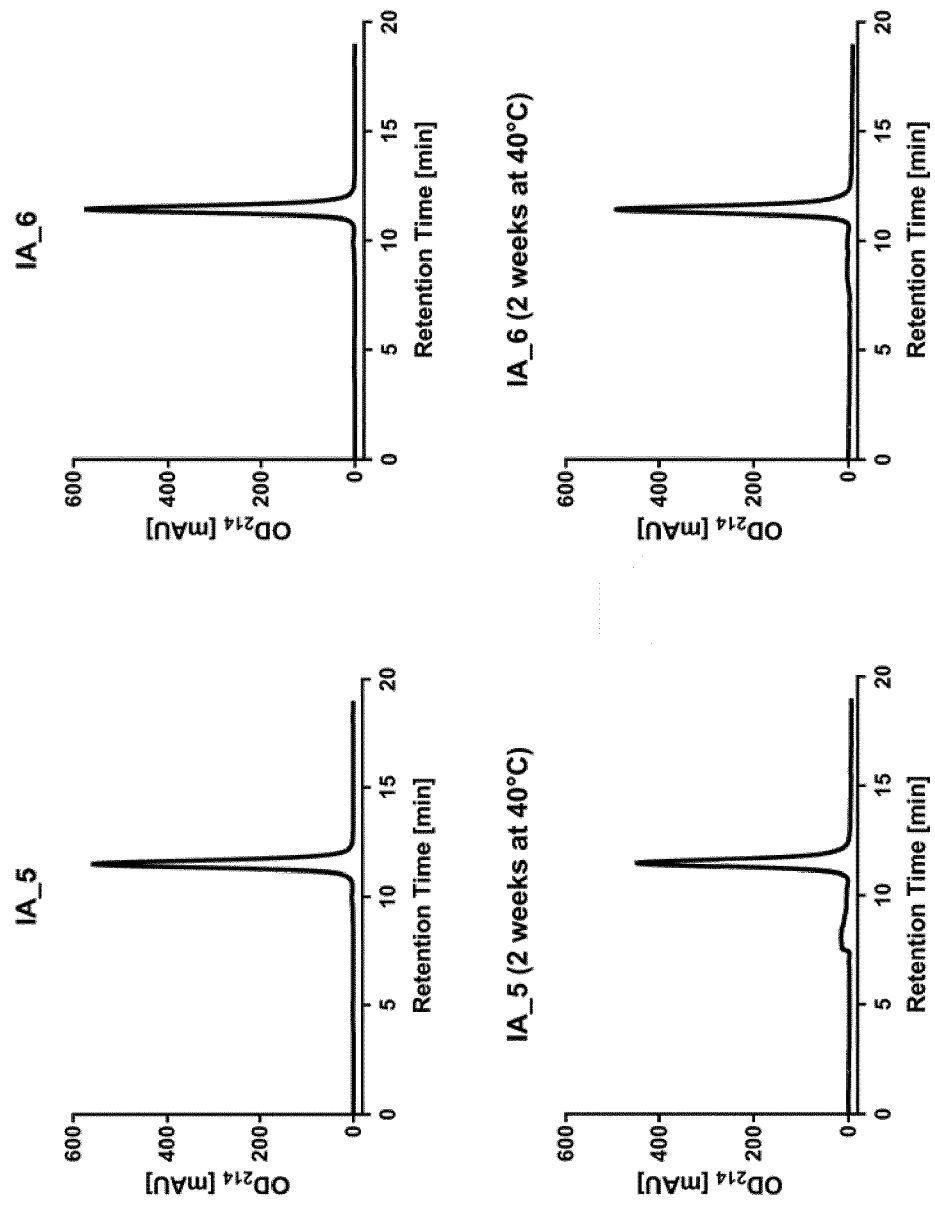 IA_5
600
400
200
0
OD214 [mAU]
0 5 10 15 20
Retention Time [min]
IA_6
600
400
200
0
OD214 [mAU]
0 5 10 15 20
Retention Time [min]
IA_5 (2 weeks at 40°C)
600
400
200
0
OD214 [mAU]
0 5 10 15 20
Retention Time [min]
IA_6 (2 weeks at 40°C)
600
400
200
0
OD214 [mAU]
0 5 10 15 20
Retention Time [min]